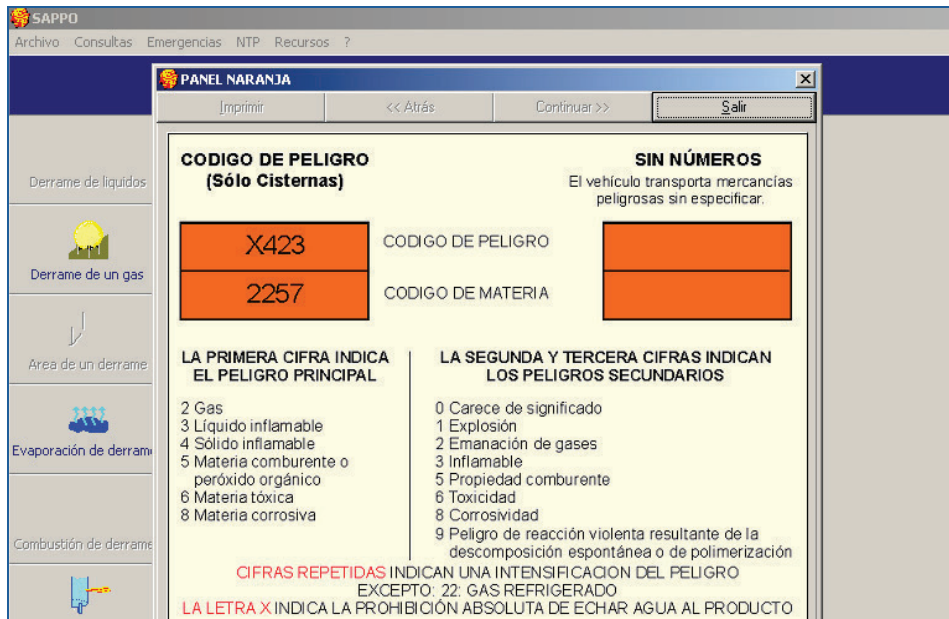 SAPPO
Archivo Consultas Emergencias NTP Recursos ?
PANEL NARANJA
Imprimir << Atrás Continuar >> Salir
Derrame de liquidos
Derrame de un gas
Area de un derrame
Evaporación de derrame
Combustión de derrame
CODIGO DE PELIGRO
(Sólo Cisternas)
SIN NÚMEROS
El vehículo transporta mercancías
peligrosas sin especificar.
X423
CODIGO DE PELIGRO
2257
CODIGO DE MATERIA
LA PRIMERA CIFRA INDICA
EL PELIGRO PRINCIPAL
2 Gas
3 Líquido inflamable
4 Sólido inflamable
5 Materia comburente o
peróxido orgánico
6 Materia tóxica
8 Materia corrosiva
LA SEGUNDA Y TERCERA CIFRAS INDICAN
LOS PELIGROS SECUNDARIOS
0 Carece de significado
1 Explosión
2 Emanación de gases
3 Inflamable
5 Propiedad comburente
6 Toxicidad
8 Corrosividad
9 Peligro de reacción violenta resultante de la
descomposición espontánea o de polimerización
CIFRAS REPETIDAS INDICAN UNA INTENSIFICACION DEL PELIGRO
EXCEPTO: 22: GAS REFRIGERADO
LA LETRA X INDICA LA PROHIBICIÓN ABSOLUTA DE ECHAR AGUA AL PRODUCTO